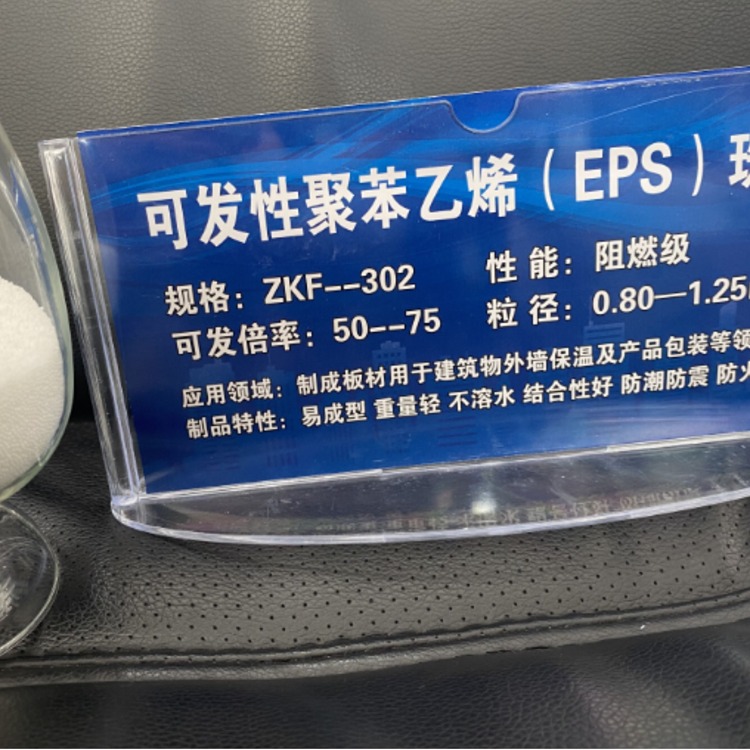 可发性聚苯乙烯（EPS）
规格：ZKF--302 性 能：阻燃级
可发倍率：50--75 粒 径：0.80—1.25
应用领域：制成板材用于建筑物外墙保温及产品包装等领
制品特性：易成型 重量轻 不溶水 结合性好 防潮防震 防火